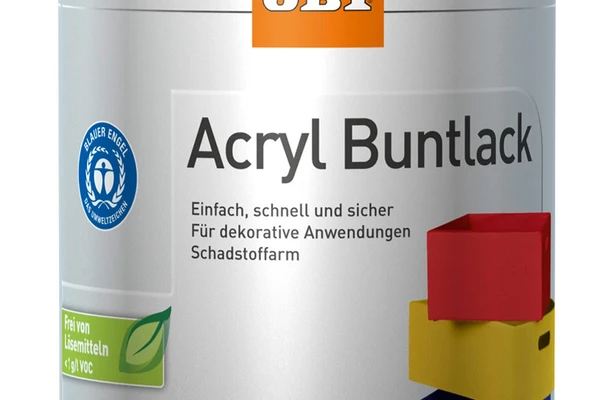 OBI
BLAUER ENGEL
DAS UMWELTZEICHEN
Acryl Buntlack
Einfach, schnell und sicher
Für dekorative Anwendungen
Schadstoffarm
Frei von
Lösemitteln
< 1 g/l VOC